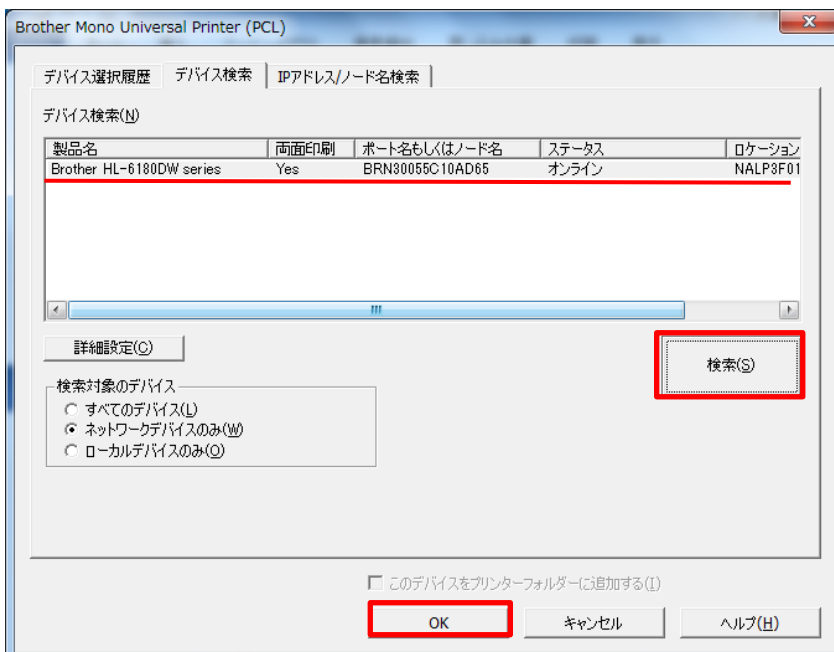 Brother Mono Universal Printer (PCL)
デバイス選択履歴 デバイス検索 IPアドレス/ノード名検索
デバイス検索(N)
製品名 両面印刷 ポート名もしくはノード名 ステータス ロケーション
Brother HL-6180DW series Yes BRN30055C10AD65 オンライン NALP3F01
詳細設定(C)
検索(S)
検索対象のデバイス
すべてのデバイス(L)
ネットワークデバイスのみ(W)
ローカルデバイスのみ(O)
このデバイスをプリンターフォルダーに追加する(I)
OK キャンセル ヘルプ(H)